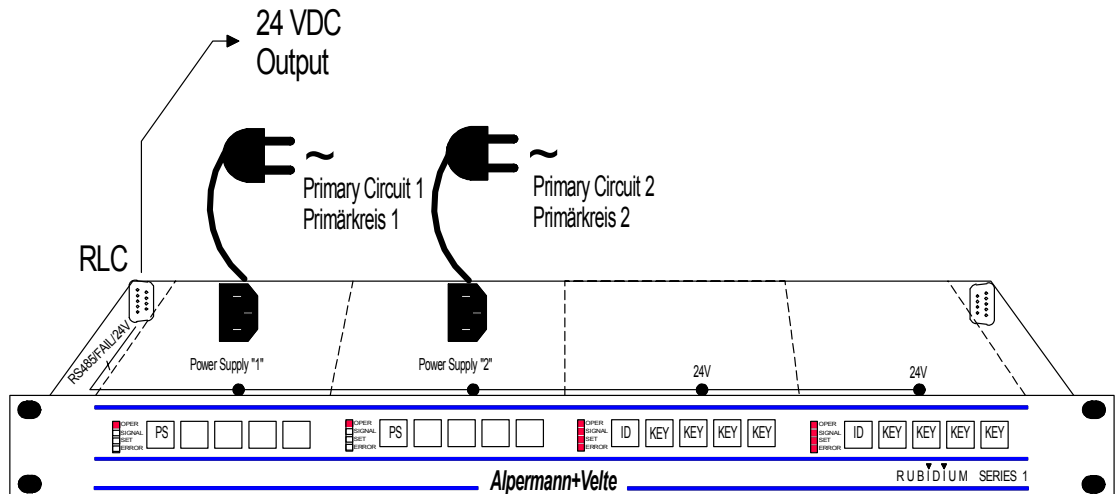 24 VDC
Output
~
Primary Circuit 1
Primärkreis 1
~
Primary Circuit 2
Primärkreis 2
RLC
RS485/FAIL/24V
Power Supply "1"
Power Supply "2"
24V
24V
OPER
SIGNAL
SET
ERROR
PS
OPER
SIGNAL
SET
ERROR
PS
OPER
SIGNAL
SET
ERROR
ID KEY KEY KEY KEY
OPER
SIGNAL
SET
ERROR
ID KEY KEY KEY KEY
Alpermann+Velte
RUBIDIUM SERIES 1